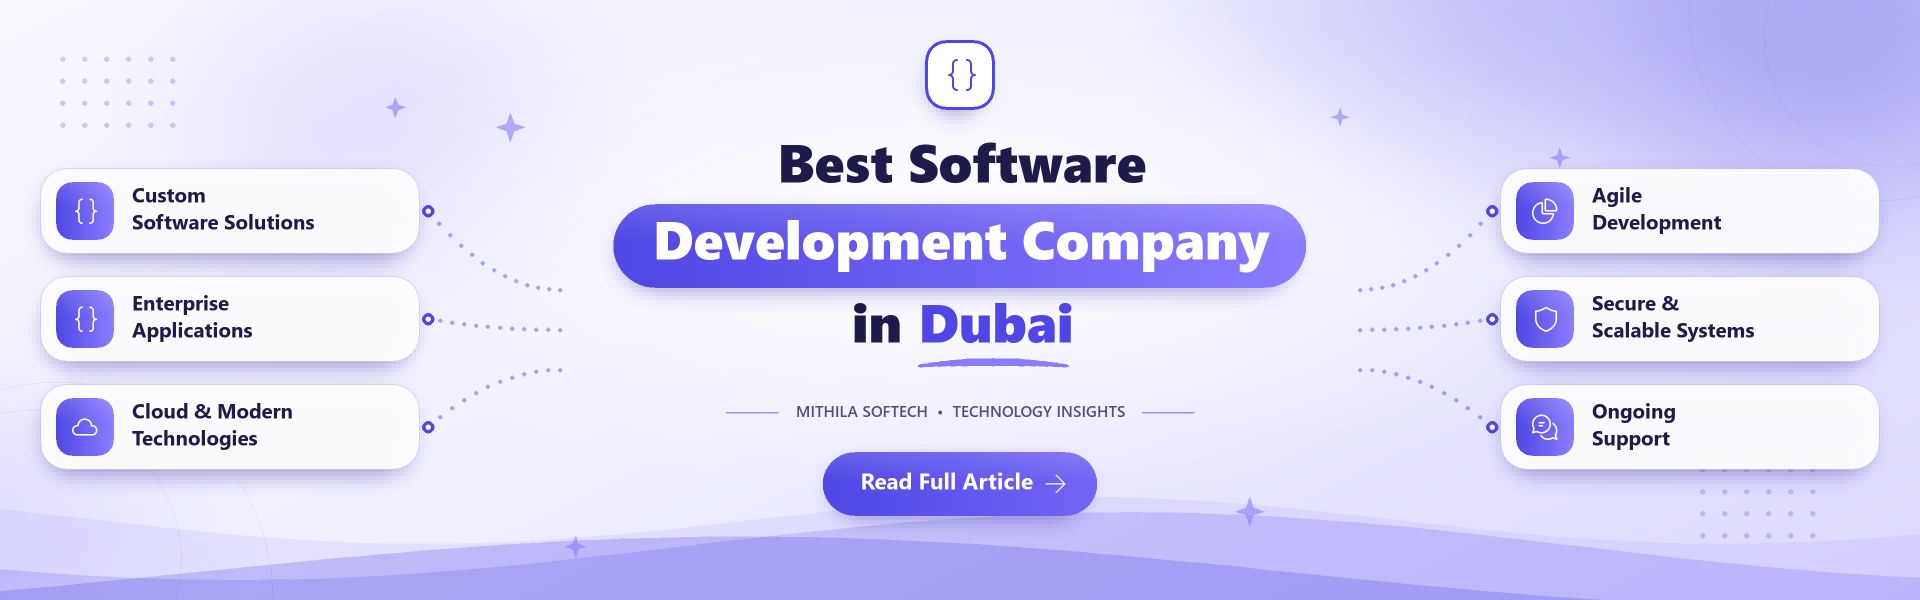 { }
Best Software
Development Company
in Dubai
MITHILA SOFTECH • TECHNOLOGY INSIGHTS
Read Full Article →
{ }
Custom
Software Solutions
{ }
Enterprise
Applications
Cloud & Modern
Technologies
Agile
Development
Secure &
Scalable Systems
Ongoing
Support